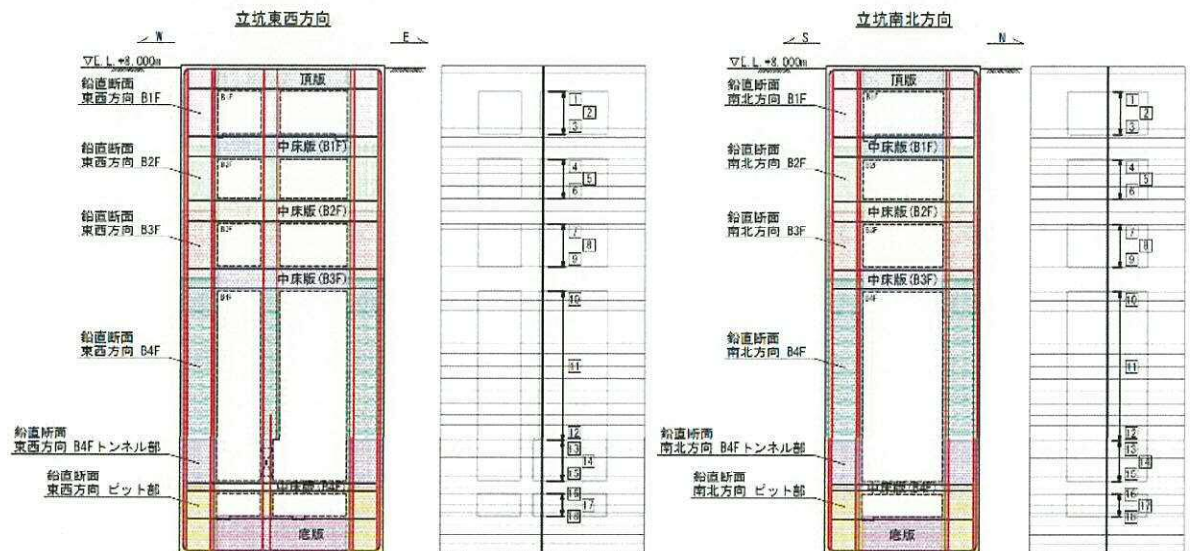 立坑東西方向
W
E
▽E.L.+8.000m
鉛直断面
東西方向 B1F
鉛直断面
東西方向 B2F
鉛直断面
東西方向 B3F
鉛直断面
東西方向 B4F
鉛直断面
東西方向 B4Fトンネル部
鉛直断面
東西方向 ピット部
頂版
B1F
中床版(B1F)
B2F
中床版(B2F)
B3F
中床版(B3F)
B4F
中床版(B4F)
底版
1
2
3
4
5
6
7
8
9
10
11
12
13
14
15
16
17
18
立坑南北方向
S
N
▽E.L.+8.000m
鉛直断面
南北方向 B1F
鉛直断面
南北方向 B2F
鉛直断面
南北方向 B3F
鉛直断面
南北方向 B4F
鉛直断面
南北方向 B4Fトンネル部
鉛直断面
南北方向 ピット部
頂版
B1F
中床版(B1F)
B2F
中床版(B2F)
B3F
中床版(B3F)
B4F
中床版(B4F)
底版
1
2
3
4
5
6
7
8
9
10
11
12
13
14
15
16
17
18